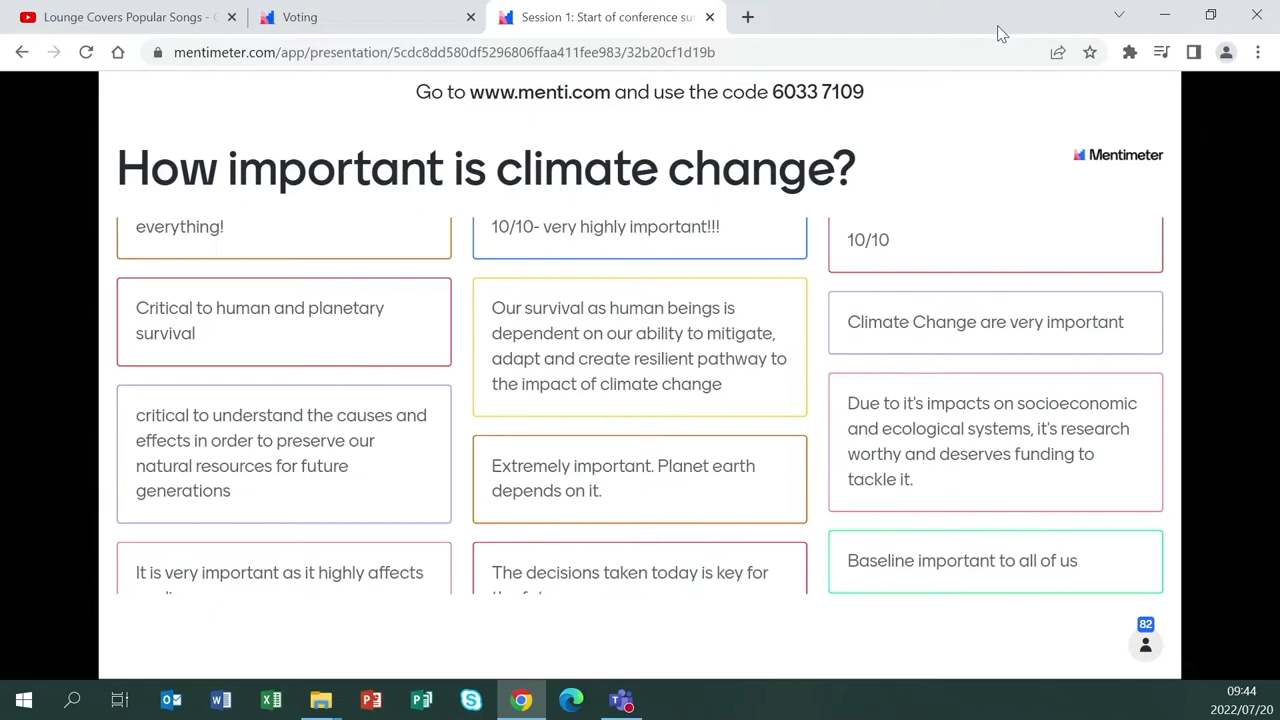 Lounge Covers Popular Songs -
Voting
Session 1: Start of conference su
mentimeter.com/app/presentation/5cdc8dd580df5296806ffaa411fee983/32b20cf1d19b
Go to www.menti.com and use the code 6033 7109
How important is climate change?
Mentimeter
everything!
Critical to human and planetary
survival
critical to understand the causes and
effects in order to preserve our
natural resources for future
generations
It is very important as it highly affects
10/10- very highly important!!!
Our survival as human beings is
dependent on our ability to mitigate,
adapt and create resilient pathway to
the impact of climate change
Extremely important. Planet earth
depends on it.
The decisions taken today is key for
10/10
Climate Change are very important
Due to it's impacts on socioeconomic
and ecological systems, it's research
worthy and deserves funding to
tackle it.
Baseline important to all of us
82
09:44
2022/07/20